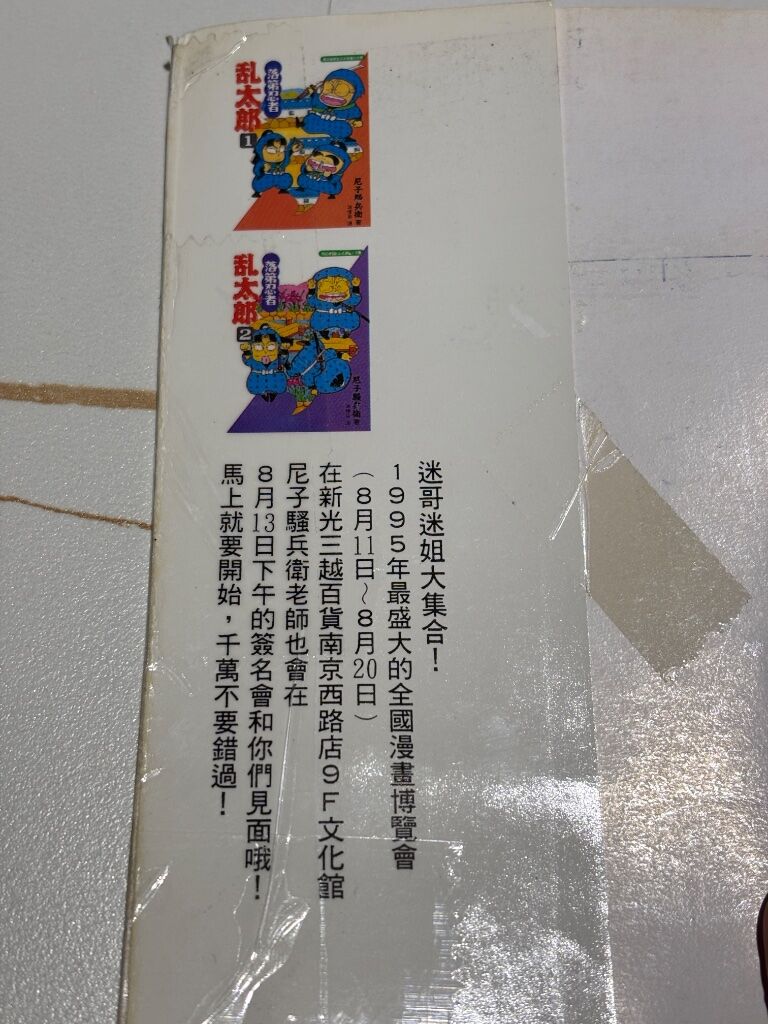 落第忍者
乱太郎
1
尼子騷兵衛 著
落第忍者
乱太郎
2
尼子騷兵衛 著
迷哥迷姐大集合！
1995年最盛大的全國漫畫博覽會
（8月11日～8月20日）
在新光三越百貨南京西路店9F文化館
尼子騷兵衛老師也會在
8月13日下午的簽名會和你們見面哦！
馬上就要開始，千萬不要錯過！